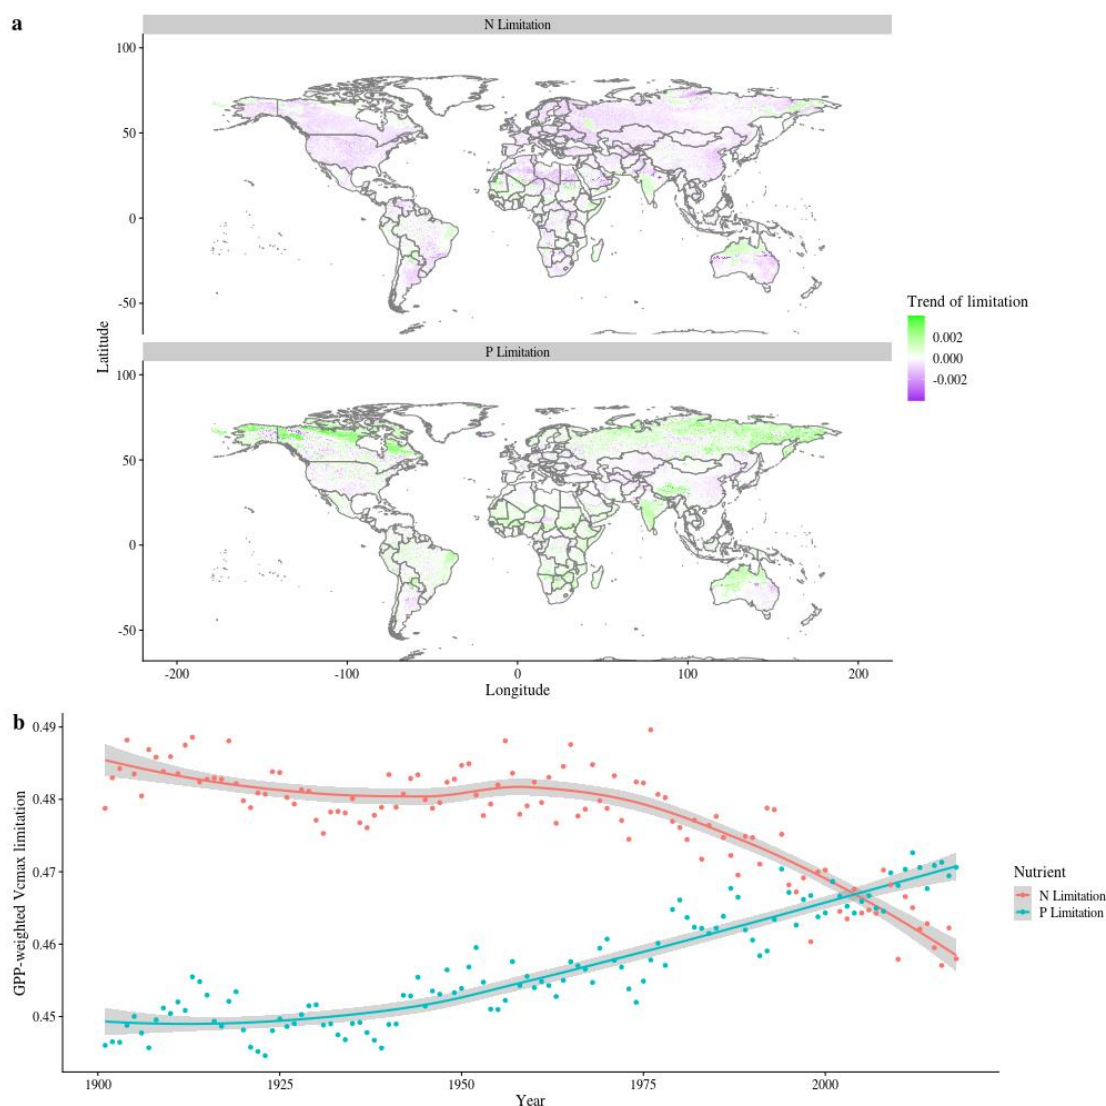 a
N Limitation
100
50
0
-50
P Limitation
100
50
0
-50
Latitude
-200 -100 0 100 200
Longitude
Trend of limitation
0.002
0.000
-0.002
b
0.49
0.48
0.47
0.46
0.45
GPP-weighted Vcmax limitation
1900 1925 1950 1975 2000
Year
Nutrient
N Limitation
P Limitation